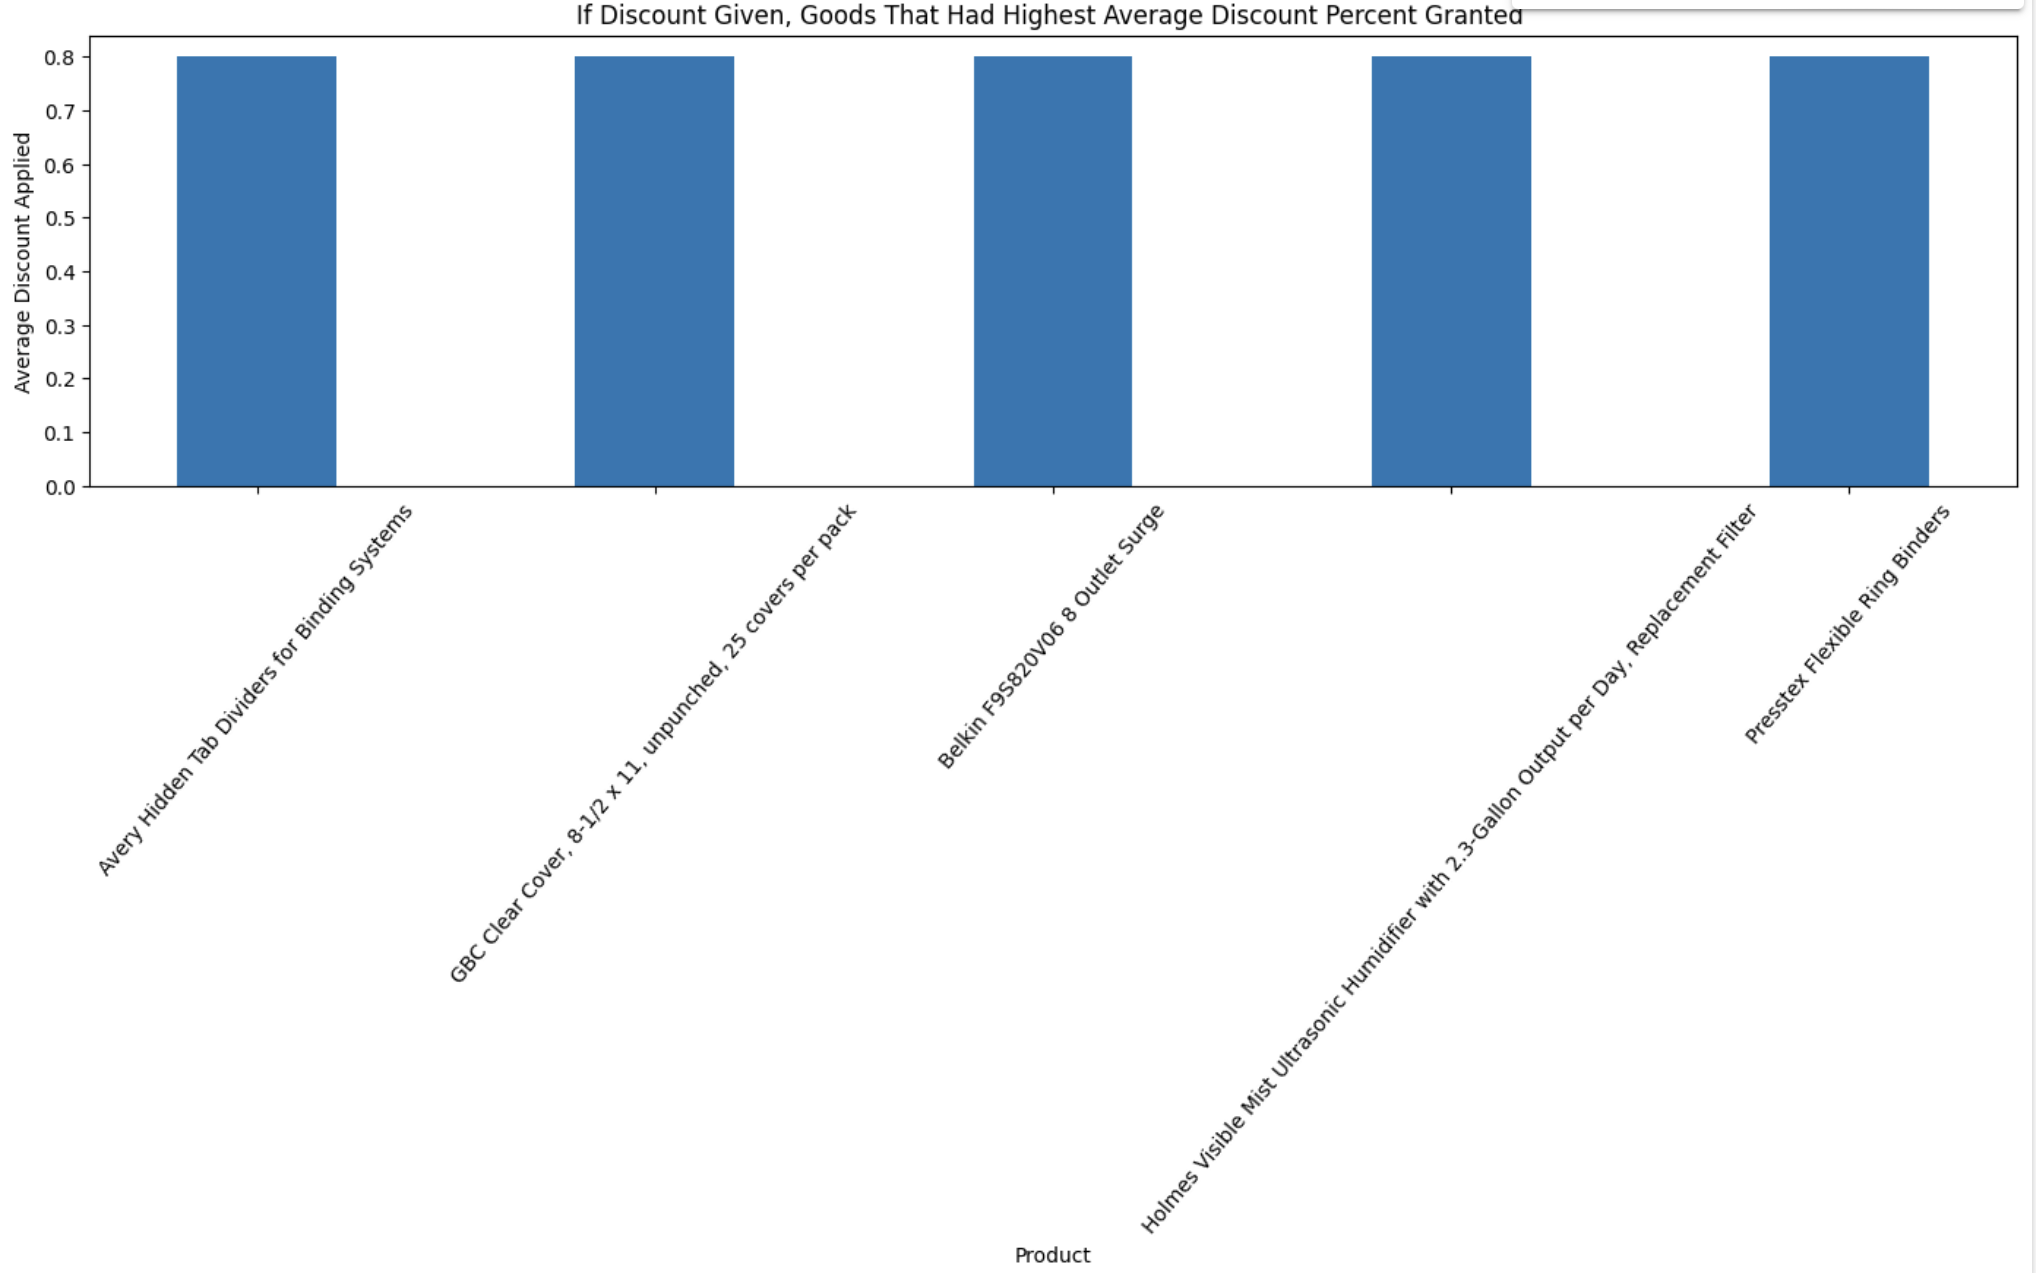 If Discount Given, Goods That Had Highest Average Discount Percent Granted
Average Discount Applied
0.8
0.7
0.6
0.5
0.4
0.3
0.2
0.1
0.0
Avery Hidden Tab Dividers for Binding Systems
GBC Clear Cover, 8-1/2 x 11, unpunched, 25 covers per pack
Belkin F9S820V06 8 Outlet Surge
Holmes Visible Mist Ultrasonic Humidifier with 2.3-Gallon Output per Day, Replacement Filter
Presstex Flexible Ring Binders
Product